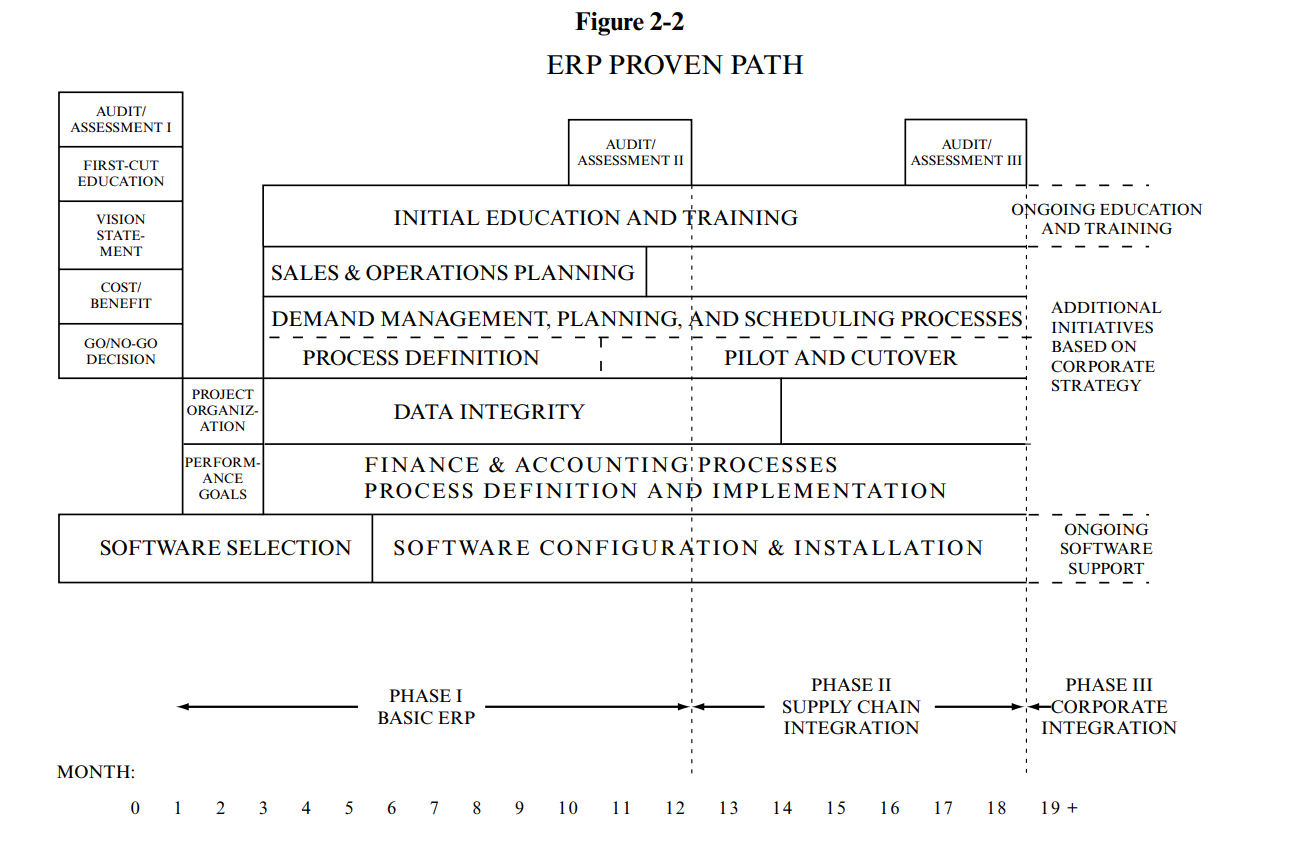 Figure 2-2
ERP PROVEN PATH
AUDIT/
ASSESSMENT I
FIRST-CUT
EDUCATION
VISION
STATE-
MENT
COST/
BENEFIT
GO/NO-GO
DECISION
AUDIT/
ASSESSMENT II
AUDIT/
ASSESSMENT III
INITIAL EDUCATION AND TRAINING
ONGOING EDUCATION
AND TRAINING
SALES & OPERATIONS PLANNING
DEMAND MANAGEMENT, PLANNING, AND SCHEDULING PROCESSES
PROCESS DEFINITION
PILOT AND CUTOVER
ADDITIONAL
INITIATIVES
BASED ON
CORPORATE
STRATEGY
PROJECT
ORGANIZ-
ATION
DATA INTEGRITY
PERFORM-
ANCE
GOALS
FINANCE & ACCOUNTING PROCESSES
PROCESS DEFINITION AND IMPLEMENTATION
SOFTWARE SELECTION
SOFTWARE CONFIGURATION & INSTALLATION
ONGOING
SOFTWARE
SUPPORT
PHASE I
BASIC ERP
PHASE II
SUPPLY CHAIN
INTEGRATION
PHASE III
CORPORATE
INTEGRATION
MONTH:
0 1 2 3 4 5 6 7 8 9 10 11 12 13 14 15 16 17 18 19 +